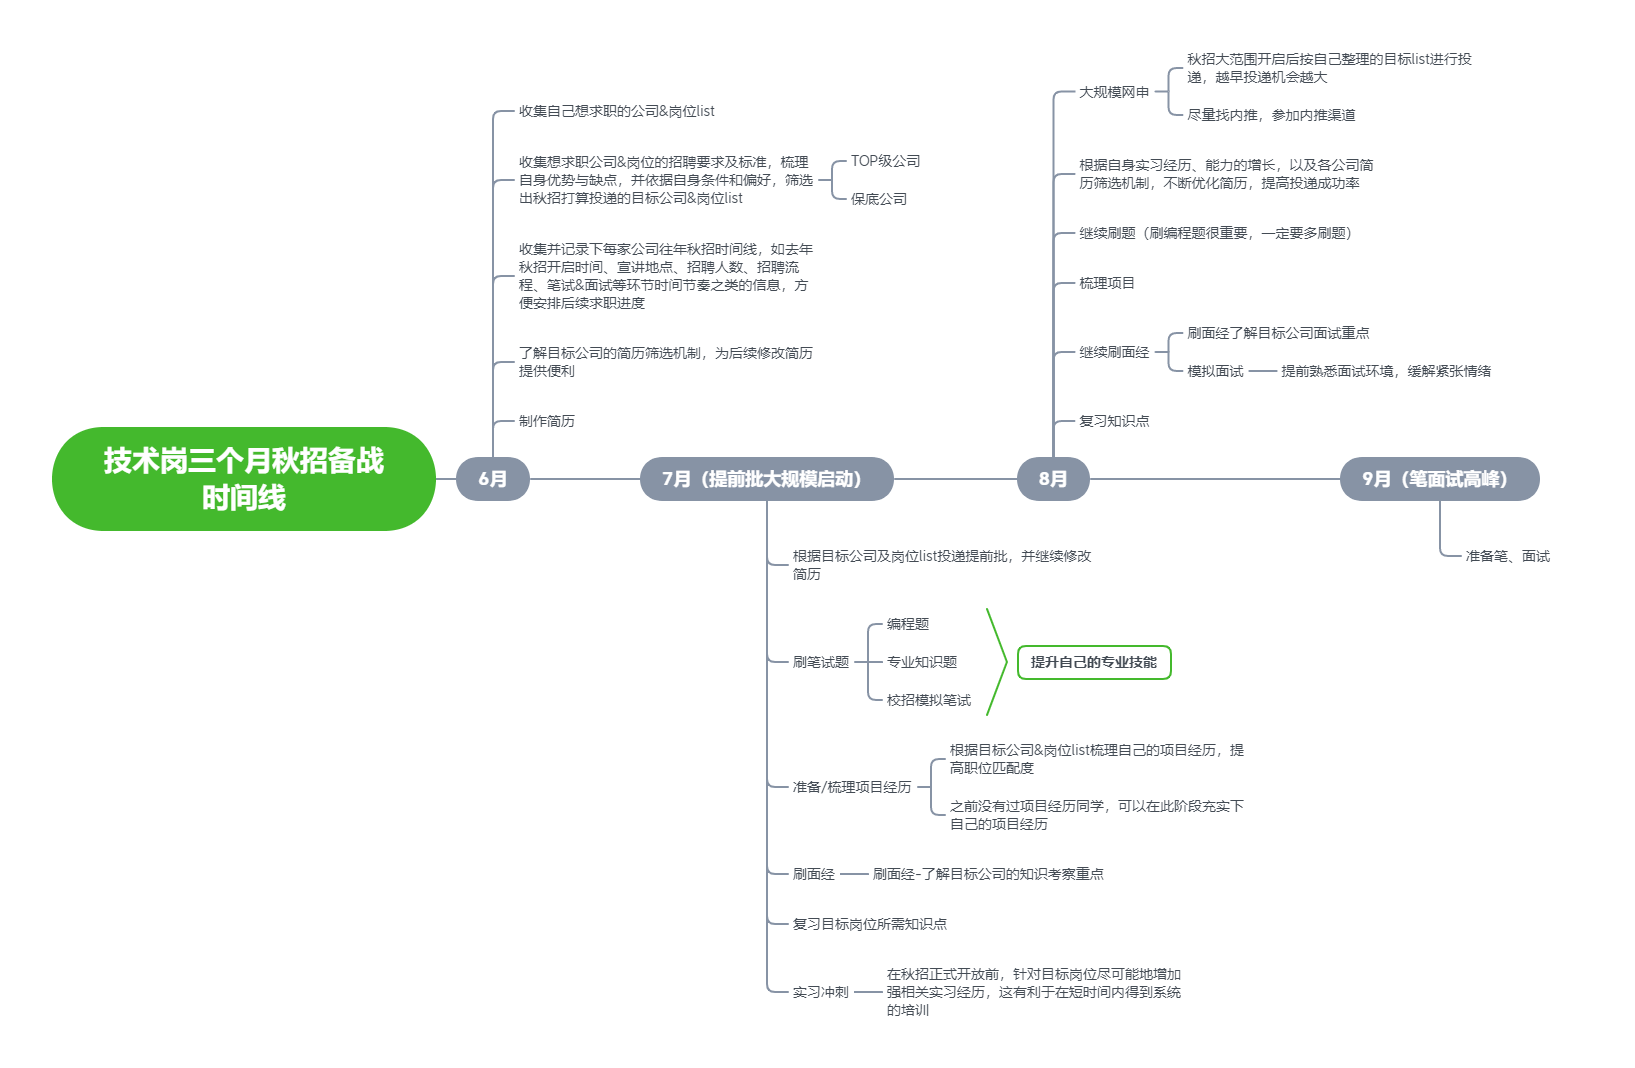 技术岗三个月秋招备战
时间线
6月
收集自己想求职的公司&岗位list
收集想求职公司&岗位的招聘要求及标准，梳理
自身优势与缺点，并依据自身条件和偏好，筛选
出秋招打算投递的目标公司&岗位list
TOP级公司
保底公司
收集并记录下每家公司往年秋招时间线，如去年
秋招开启时间、宣讲地点、招聘人数、招聘流
程、笔试&面试等环节时间节奏之类的信息，方
便安排后续求职进度
了解目标公司的简历筛选机制，为后续修改简历
提供便利
制作简历
7月（提前批大规模启动）
根据目标公司及岗位list投递提前批，并继续修改
简历
刷笔试题
编程题
专业知识题
校招模拟笔试
提升自己的专业技能
准备/梳理项目经历
根据目标公司&岗位list梳理自己的项目经历，提
高职位匹配度
之前没有过项目经历同学，可以在此阶段充实下
自己的项目经历
刷面经
刷面经-了解目标公司的知识考察重点
复习目标岗位所需知识点
实习冲刺
在秋招正式开放前，针对目标岗位尽可能地增加
强相关实习经历，这有利于在短时间内得到系统
的培训
8月
大规模网申
秋招大范围开启后按自己整理的目标list进行投
递，越早投递机会越大
尽量找内推，参加内推渠道
根据自身实习经历、能力的增长，以及各公司简
历筛选机制，不断优化简历，提高投递成功率
继续刷题（刷编程题很重要，一定要多刷题）
梳理项目
继续刷面经
刷面经了解目标公司面试重点
模拟面试
提前熟悉面试环境，缓解紧张情绪
复习知识点
9月（笔面试高峰）
准备笔、面试